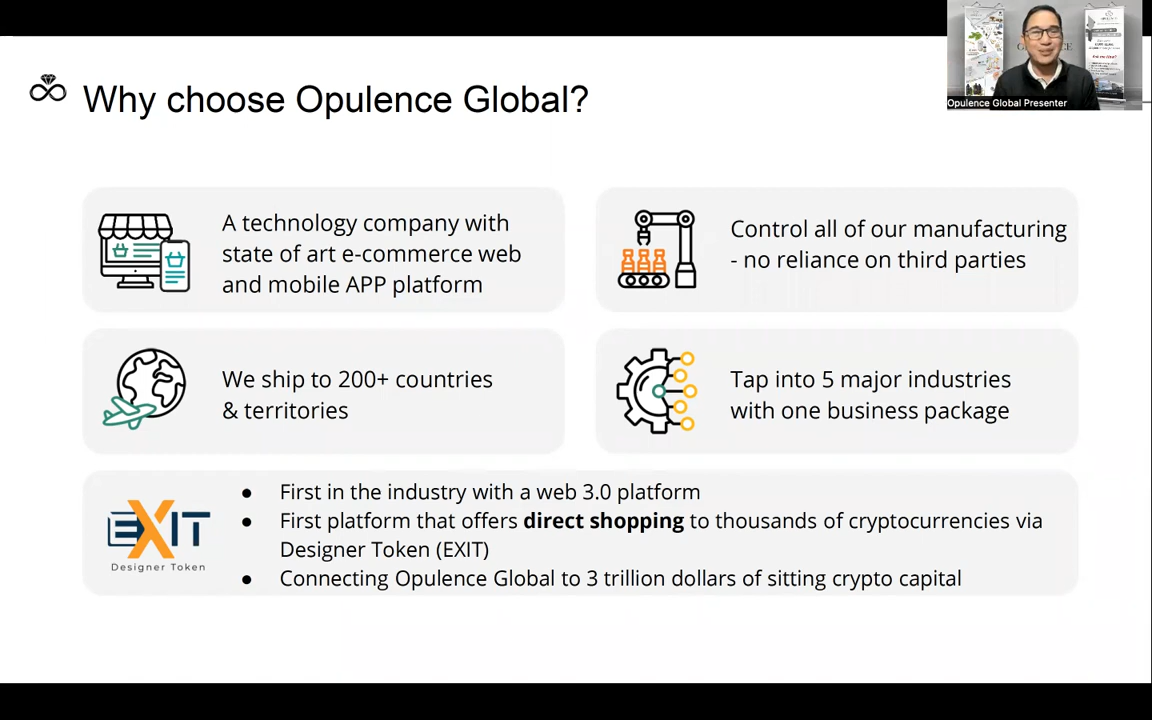 Why choose Opulence Global?
Opulence Global Presenter
A technology company with
state of art e-commerce web
and mobile APP platform
Control all of our manufacturing
- no reliance on third parties
We ship to 200+ countries
& territories
Tap into 5 major industries
with one business package
EXIT
Designer Token
● First in the industry with a web 3.0 platform
● First platform that offers direct shopping to thousands of cryptocurrencies via
Designer Token (EXIT)
● Connecting Opulence Global to 3 trillion dollars of sitting crypto capital